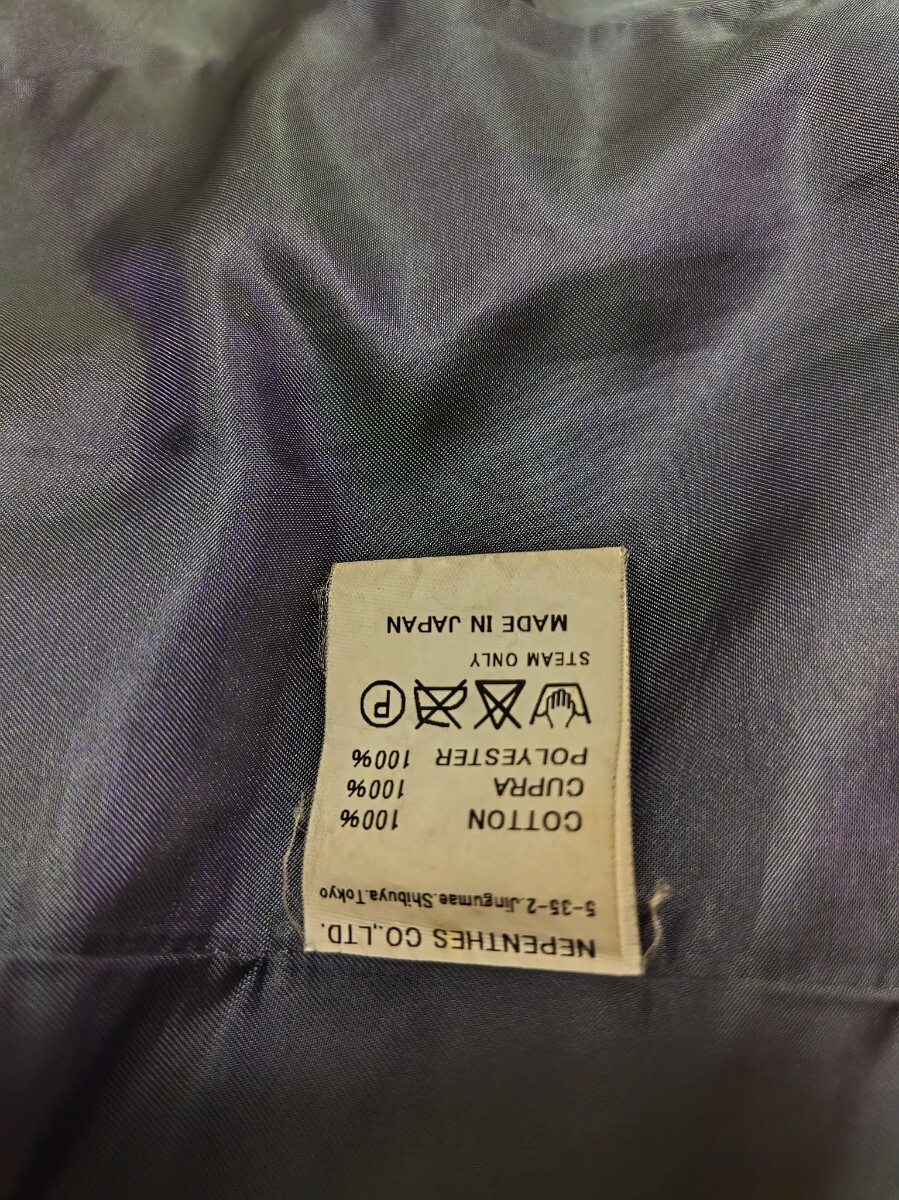 NEPENTHES CO.,LTD.
5-35-2.Jingumae.Shibuya.Tokyo
COTTON 100%
CUPRA 100%
POLYESTER 100%
P
STEAM ONLY
MADE IN JAPAN